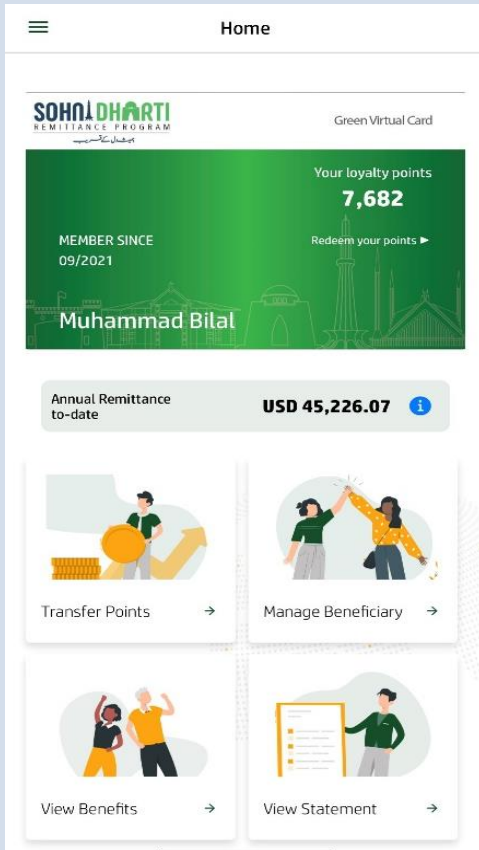 Home
SOHNI DHARTI
REMITTANCE PROGRAM
Green Virtual Card
Your loyalty points
7,682
MEMBER SINCE
Redeem your points ►
09/2021
Muhammad Bilal
Annual Remittance
to-date
USD 45,226.07
i
Transfer Points →
Manage Beneficiary →
View Benefits →
View Statement →